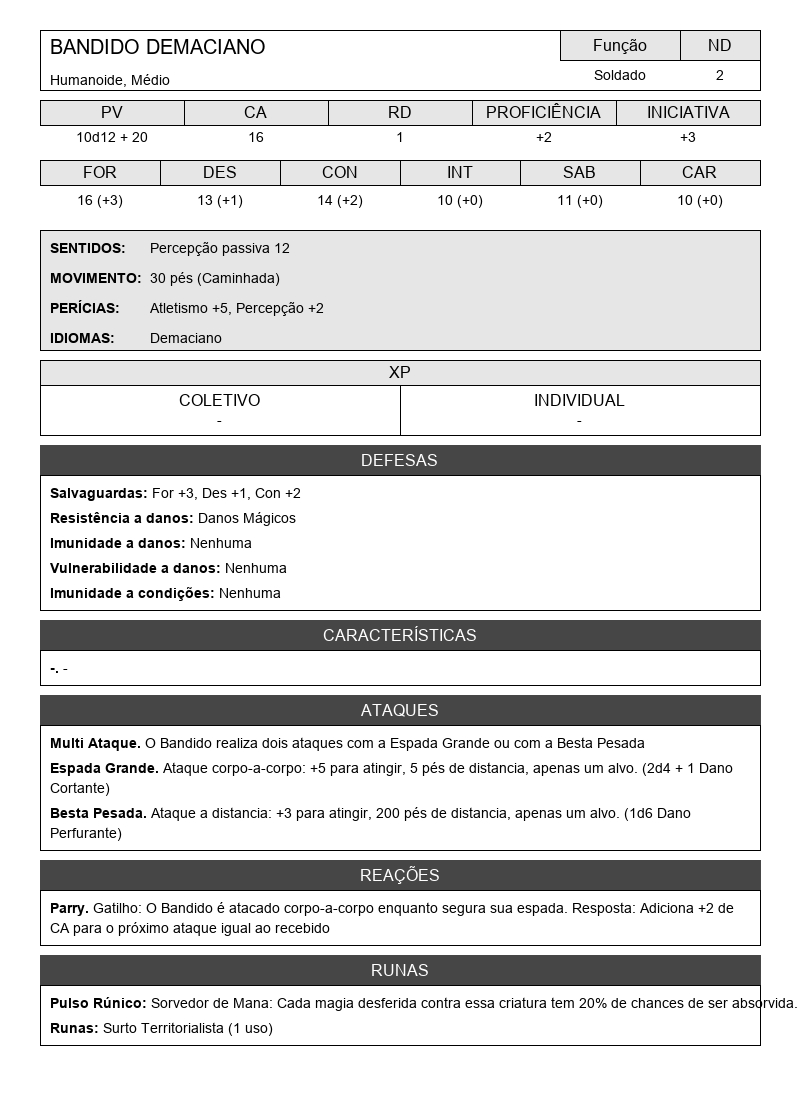 BANDIDO DEMACIANO
Função ND
Humanoide, Médio
Soldado 2
PV CA RD PROFICIÊNCIA INICIATIVA
10d12 + 20 16 1 +2 +3
FOR DES CON INT SAB CAR
16 (+3) 13 (+1) 14 (+2) 10 (+0) 11 (+0) 10 (+0)
SENTIDOS: Percepção passiva 12
MOVIMENTO: 30 pés (Caminhada)
PERÍCIAS: Atletismo +5, Percepção +2
IDIOMAS: Demaciano
XP
COLETIVO INDIVIDUAL
- -
DEFESAS
Salvaguardas: For +3, Des +1, Con +2
Resistência a danos: Danos Mágicos
Imunidade a danos: Nenhuma
Vulnerabilidade a danos: Nenhuma
Imunidade a condições: Nenhuma
CARACTERÍSTICAS
-. -
ATAQUES
Multi Ataque. O Bandido realiza dois ataques com a Espada Grande ou com a Besta Pesada
Espada Grande. Ataque corpo-a-corpo: +5 para atingir, 5 pés de distancia, apenas um alvo. (2d4 + 1 Dano
Cortante)
Besta Pesada. Ataque a distancia: +3 para atingir, 200 pés de distancia, apenas um alvo. (1d6 Dano
Perfurante)
REAÇÕES
Parry. Gatilho: O Bandido é atacado corpo-a-corpo enquanto segura sua espada. Resposta: Adiciona +2 de
CA para o próximo ataque igual ao recebido
RUNAS
Pulso Rúnico: Sorvedor de Mana: Cada magia desferida contra essa criatura tem 20% de chances de ser absorvida.
Runas: Surto Territorialista (1 uso)